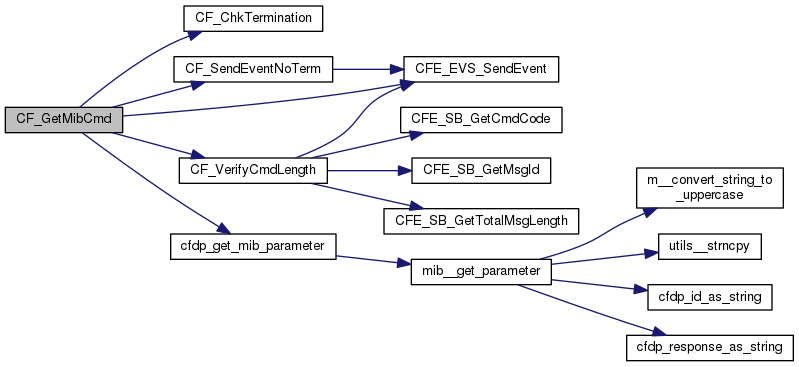 CF_ChkTermination
CF_SendEventNoTerm
CFE_EVS_SendEvent
CF_GetMibCmd
CFE_SB_GetCmdCode
CF_VerifyCmdLength
CFE_SB_GetMsgId
m__convert_string_to
_uppercase
CFE_SB_GetTotalMsgLength
cfdp_get_mib_parameter
utils__strncpy
mib__get_parameter
cfdp_id_as_string
cfdp_response_as_string